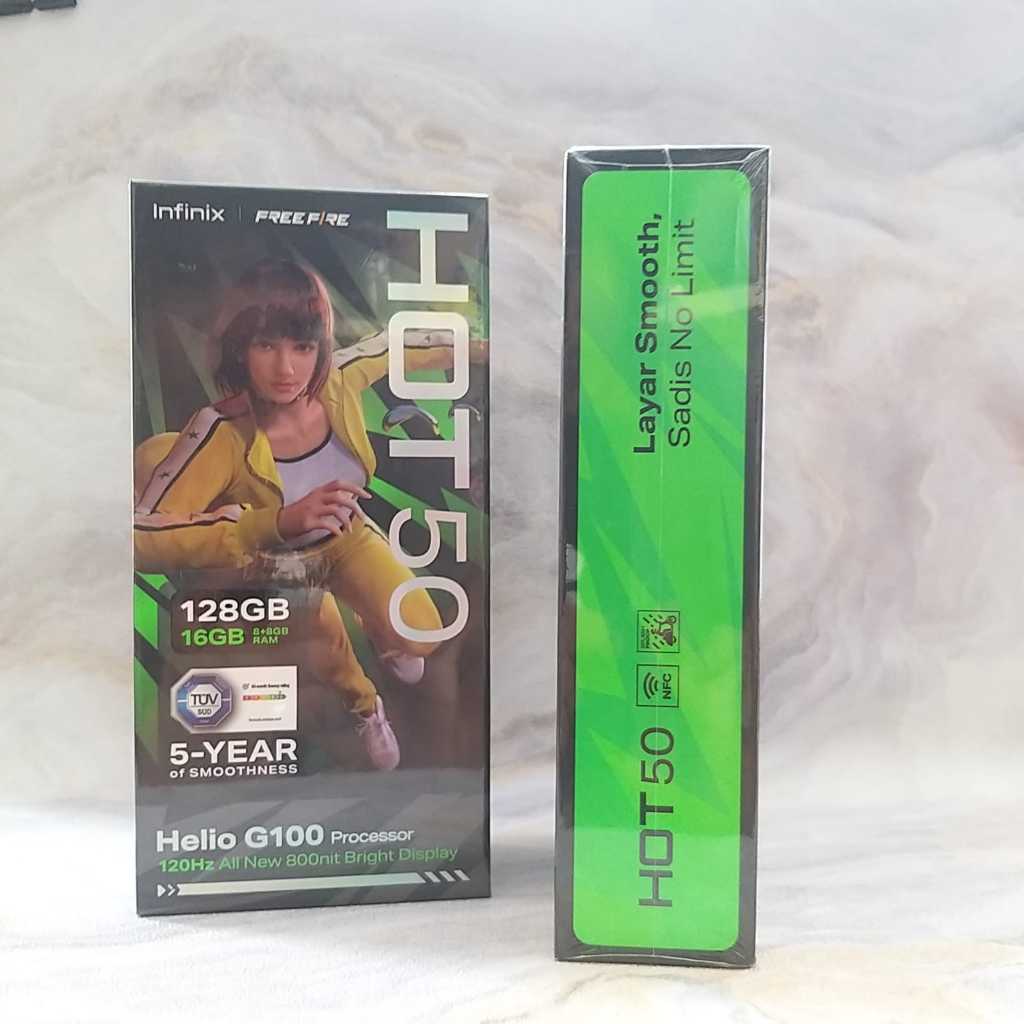 Infinix
FREE FIRE
HOT 50
128GB
16GB 8+8GB RAM
TÜV
SÜD
5-YEAR
of SMOOTHNESS
Helio G100 Processor
120Hz All New 800nit Bright Display
Layar Smooth,
Sadis No Limit
NFC
HOT 50